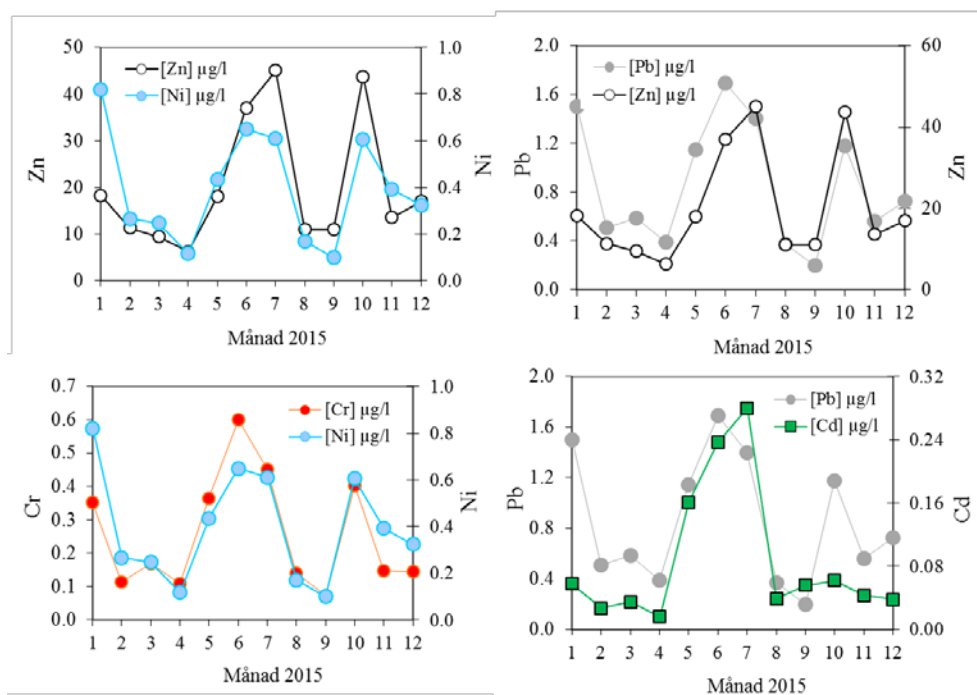 50
40
30
20
10
0
Zn
[Zn] µg/l
[Ni] µg/l
1.0
0.8
0.6
0.4
0.2
0.0
Ni
1 2 3 4 5 6 7 8 9 10 11 12
Månad 2015
2.0
1.6
1.2
0.8
0.4
0.0
Pb
[Pb] µg/l
[Zn] µg/l
60
40
20
0
Zn
1 2 3 4 5 6 7 8 9 10 11 12
Månad 2015
0.7
0.6
0.5
0.4
0.3
0.2
0.1
0.0
Cr
[Cr] µg/l
[Ni] µg/l
1.0
0.8
0.6
0.4
0.2
0.0
Ni
1 2 3 4 5 6 7 8 9 10 11 12
Månad 2015
2.0
1.6
1.2
0.8
0.4
0.0
Pb
[Pb] µg/l
[Cd] µg/l
0.32
0.24
0.16
0.08
0.00
Cd
1 2 3 4 5 6 7 8 9 10 11 12
Månad 2015